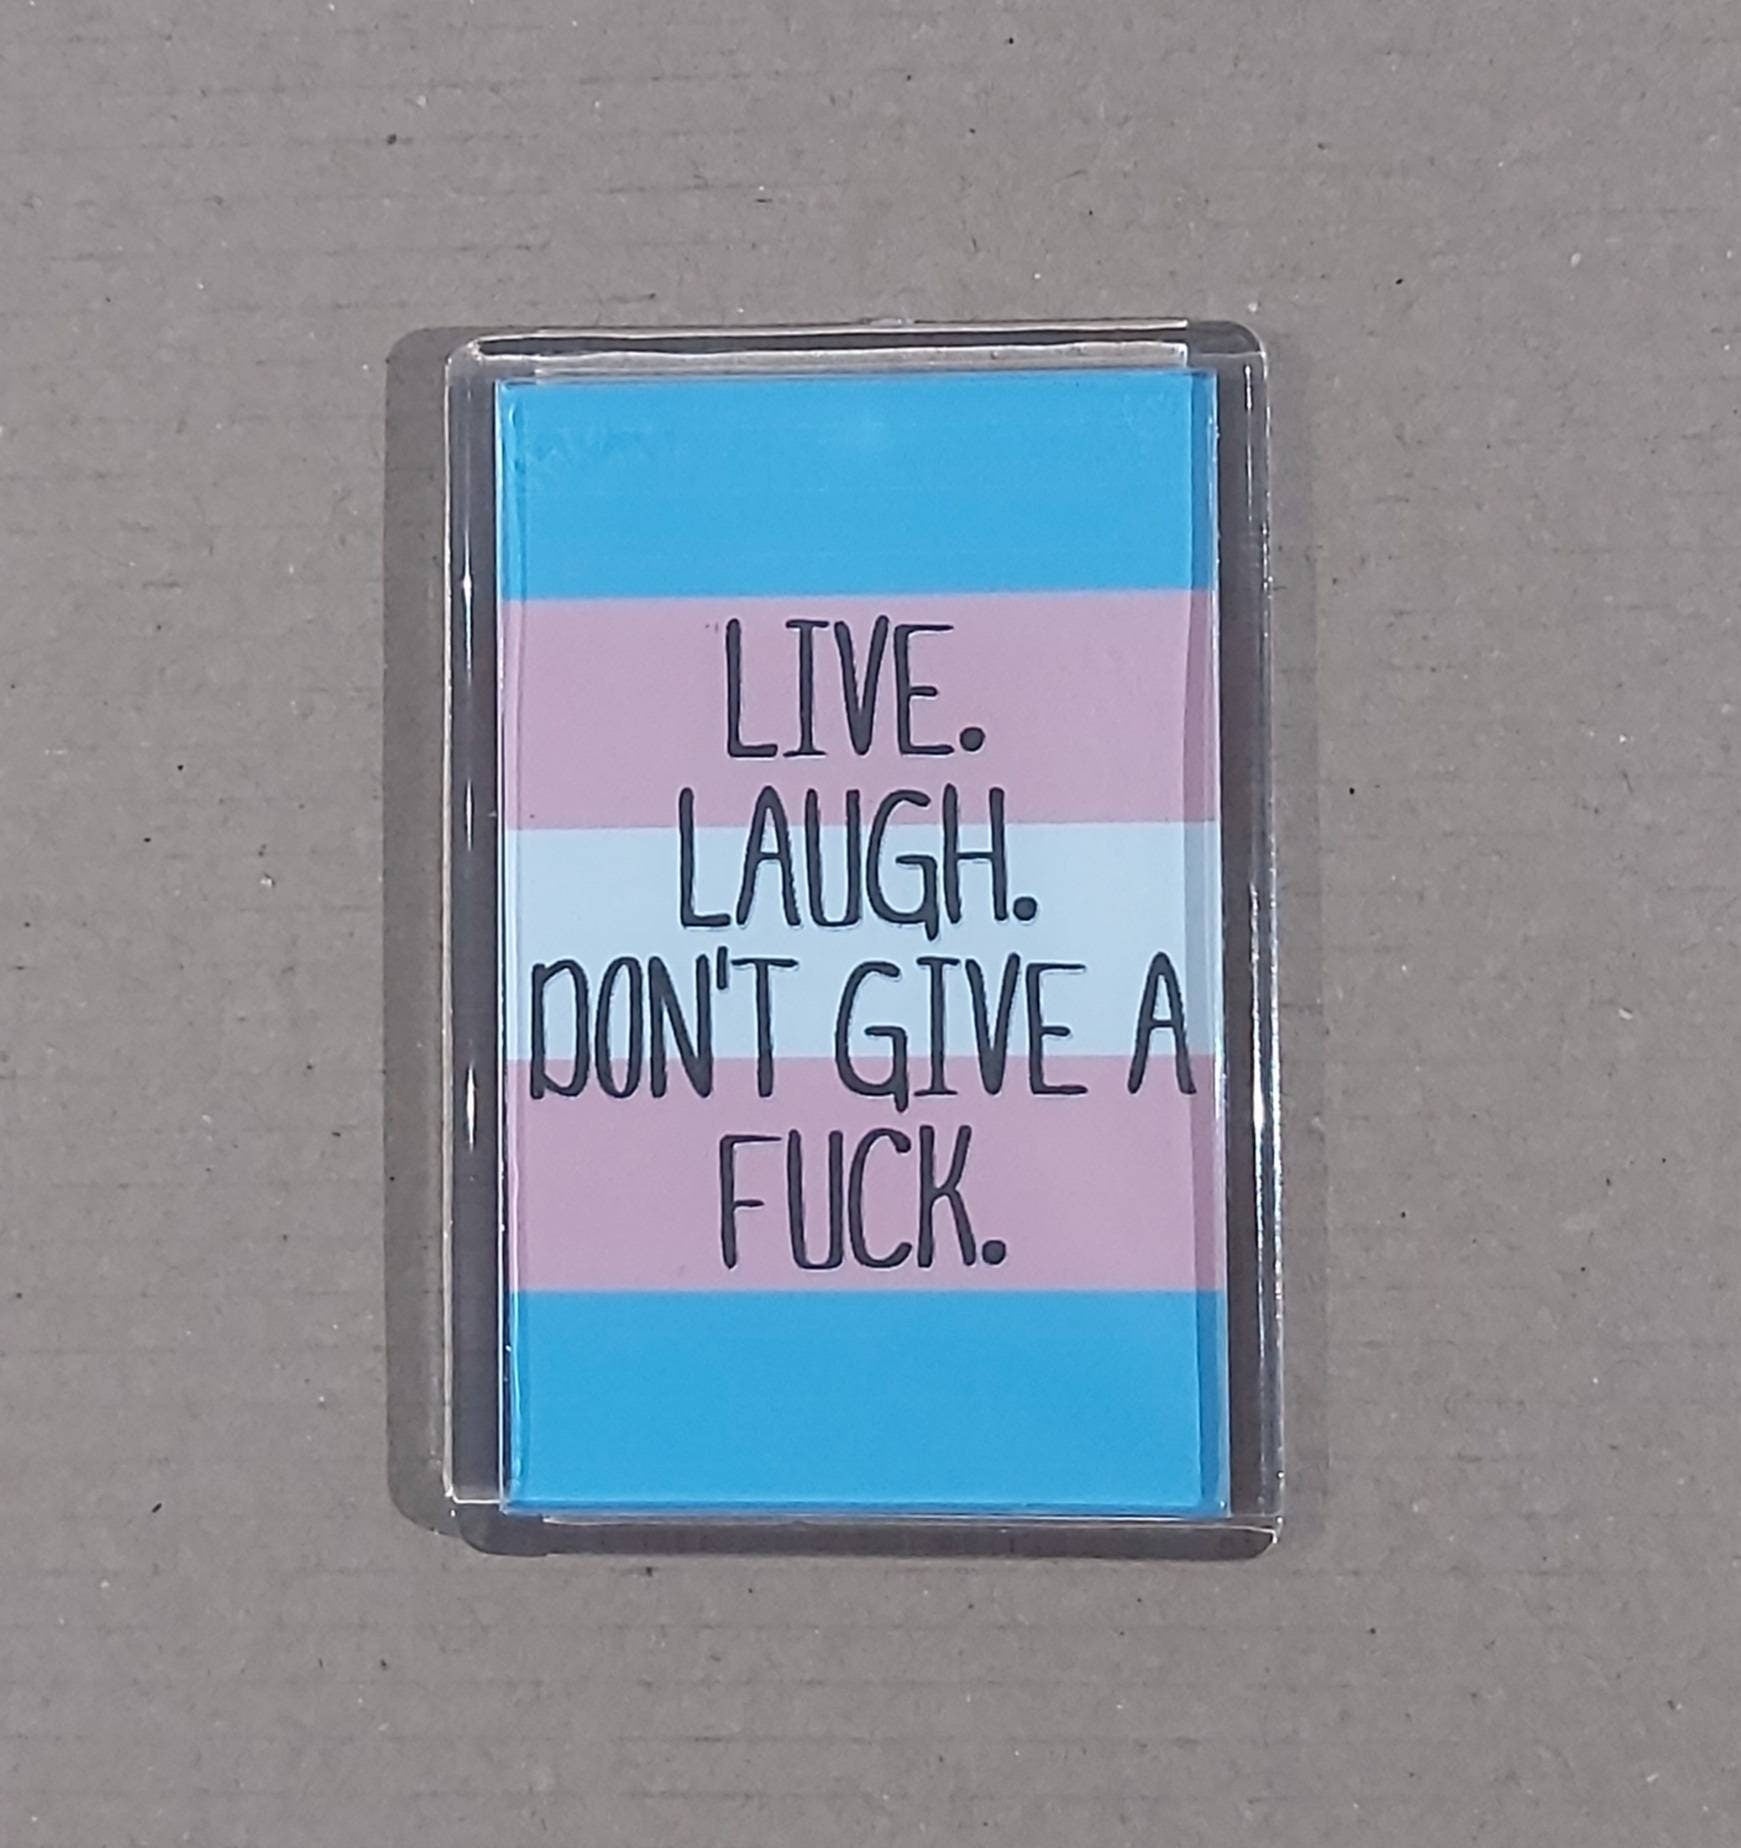 LIVE.
LAUGH.
DON'T GIVE A
FUCK.